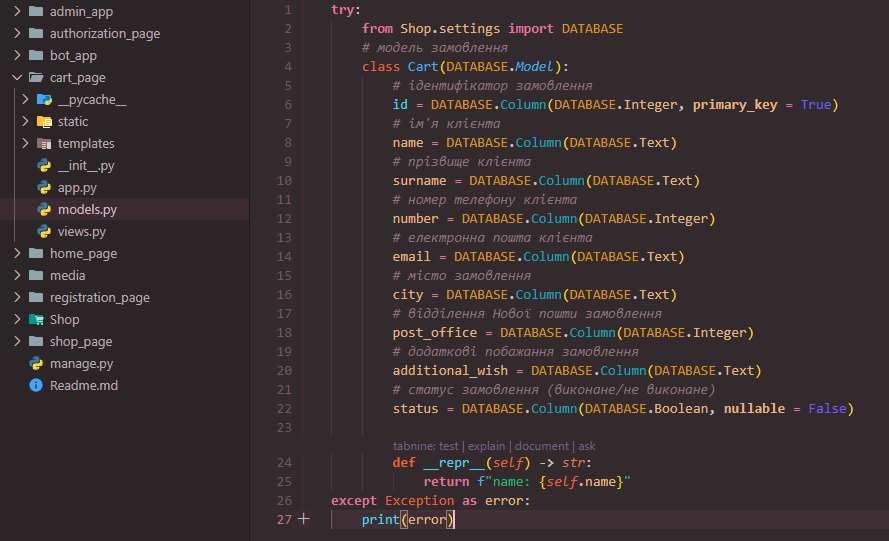 admin_app
authorization_page
bot_app
cart_page
__pycache__
static
templates
__init__.py
app.py
models.py
views.py
home_page
media
registration_page
Shop
shop_page
manage.py
Readme.md
1 try:
2 from Shop.settings import DATABASE
3 # модель замовлення
4 class Cart(DATABASE.Model):
5 # ідентифікатор замовлення
6 id = DATABASE.Column(DATABASE.Integer, primary_key = True)
7 # ім'я клієнта
8 name = DATABASE.Column(DATABASE.Text)
9 # прізвище клієнта
10 surname = DATABASE.Column(DATABASE.Text)
11 # номер телефону клієнта
12 number = DATABASE.Column(DATABASE.Integer)
13 # електронна пошта клієнта
14 email = DATABASE.Column(DATABASE.Text)
15 # місто замовлення
16 city = DATABASE.Column(DATABASE.Text)
17 # відділення Нової пошти замовлення
18 post_office = DATABASE.Column(DATABASE.Integer)
19 # додаткові побажання замовлення
20 additional_wish = DATABASE.Column(DATABASE.Text)
21 # статус замовлення (виконане/не виконане)
22 status = DATABASE.Column(DATABASE.Boolean, nullable = False)
23
tabnine: test | explain | document | ask
24 def __repr__(self) -> str:
25 return f"name: {self.name}"
26 except Exception as error:
27 print(error)